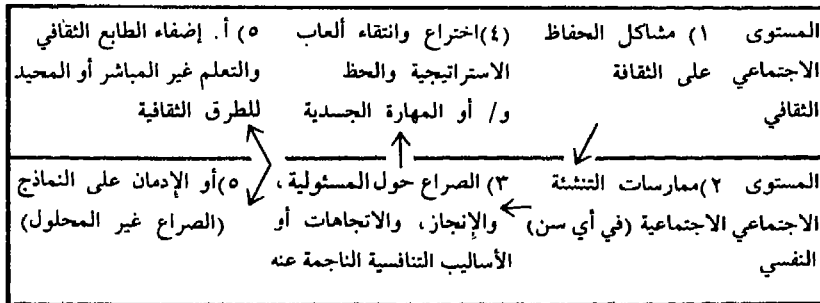 المستوى ١) مشاكل الحفاظ (٤)اختراع وانتقاء ألعاب ٥) أ. إضفاء الطابع الثقافي
الاجتماعي على الثقافة الاستراتيجية والحظ والتعلم غير المباشر أو المحيد
الثقافي و/ أو المهارة الجسدية للطرق الثقافية
المستوى ٢)ممارسات التنشئة ٣) الصراع حول المسئولية، ٥)أو الإدمان على النماذج
الاجتماعي الاجتماعية (في أي سن) والإنجاز، والاتجاهات أو (الصراع غير المحلول)
النفسي الأساليب التنافسية الناجمة عنه